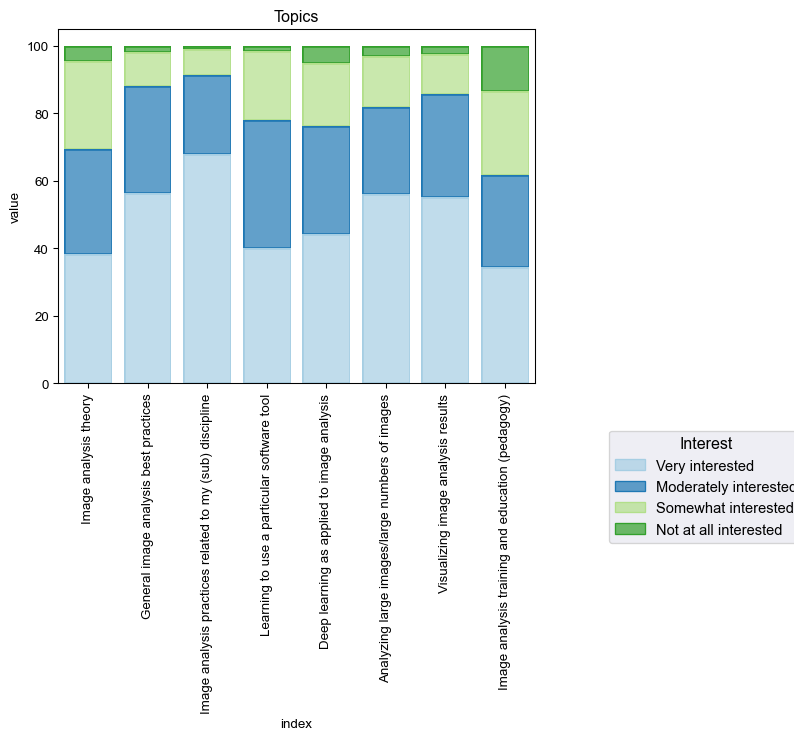 Topics
100
80
60
40
20
0
value
Image analysis theory
General image analysis best practices
Image analysis practices related to my (sub) discipline
Learning to use a particular software tool
Deep learning as applied to image analysis
Analyzing large images/large numbers of images
Visualizing image analysis results
Image analysis training and education (pedagogy)
index
Interest
Very interested
Moderately interested
Somewhat interested
Not at all interested